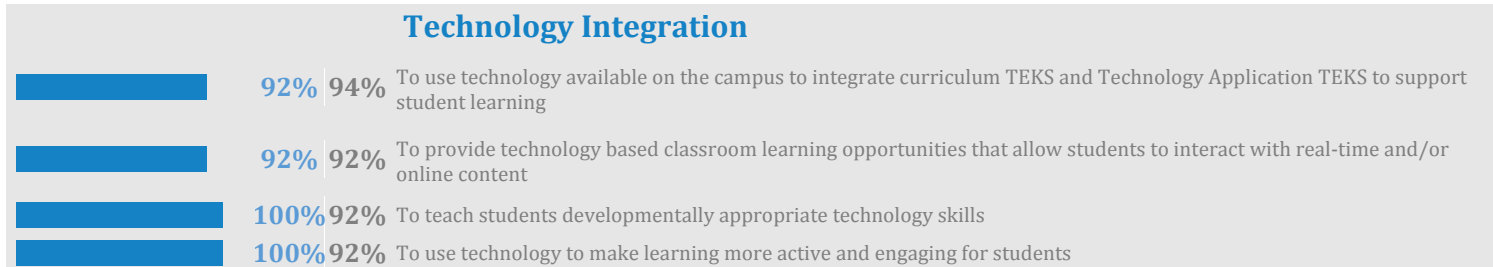 Technology Integration
92% 94% To use technology available on the campus to integrate curriculum TEKS and Technology Application TEKS to support
student learning
92% 92% To provide technology based classroom learning opportunities that allow students to interact with real-time and/or
online content
100% 92% To teach students developmentally appropriate technology skills
100% 92% To use technology to make learning more active and engaging for students